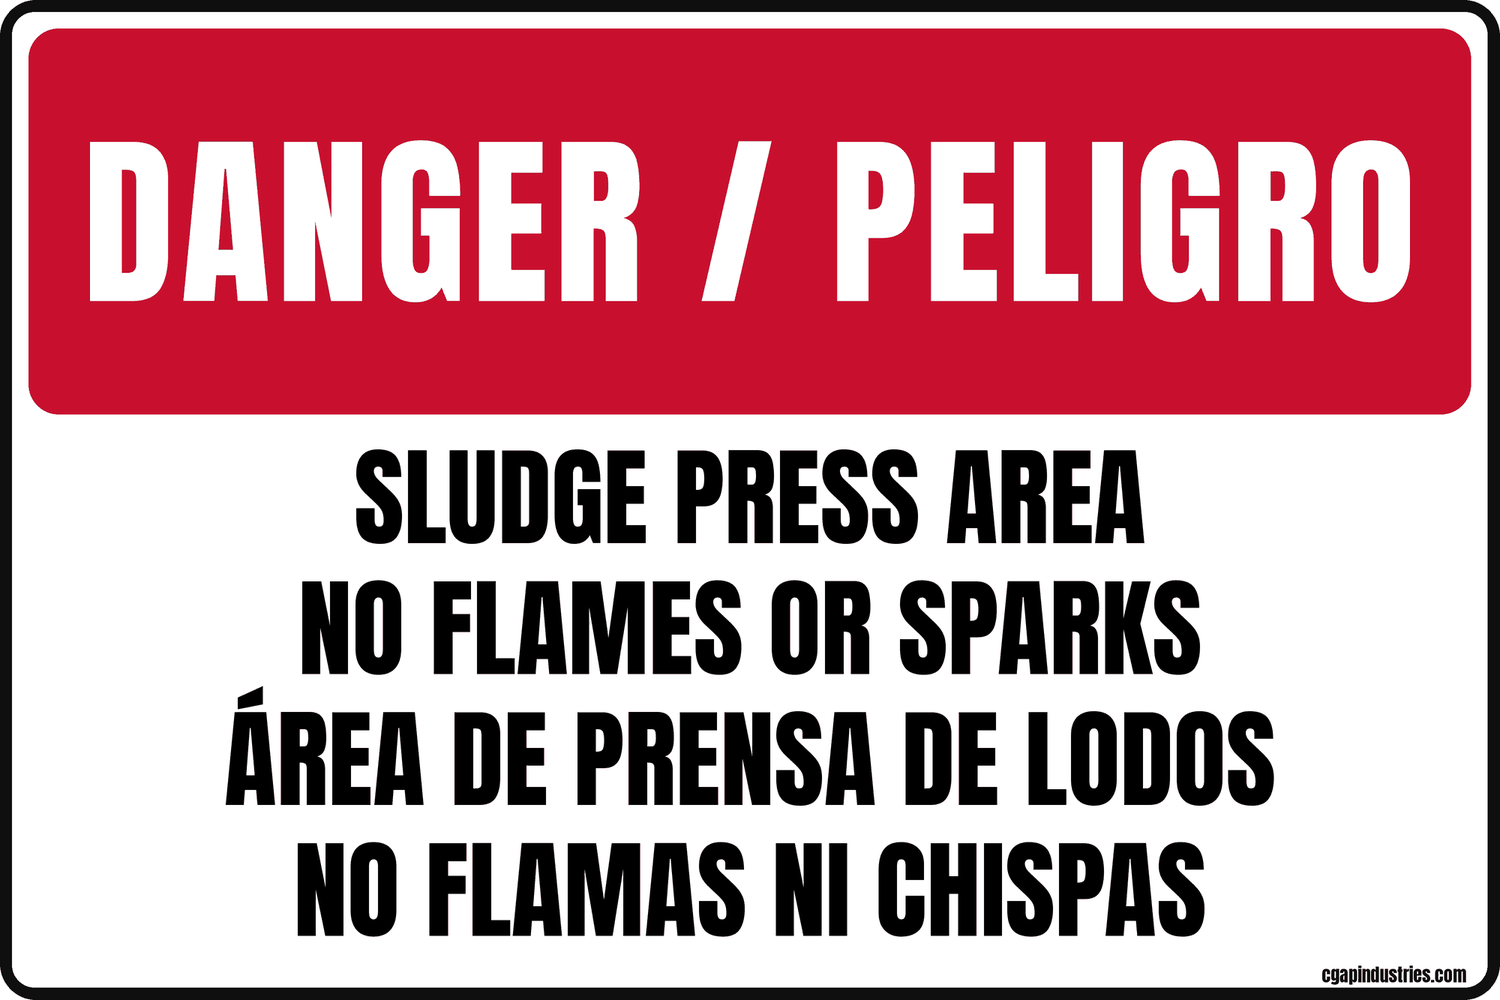 DANGER / PELIGRO
SLUDGE PRESS AREA
NO FLAMES OR SPARKS
ÁREA DE PRENSA DE LODOS
NO FLAMAS NI CHISPAS
cgapindustries.com